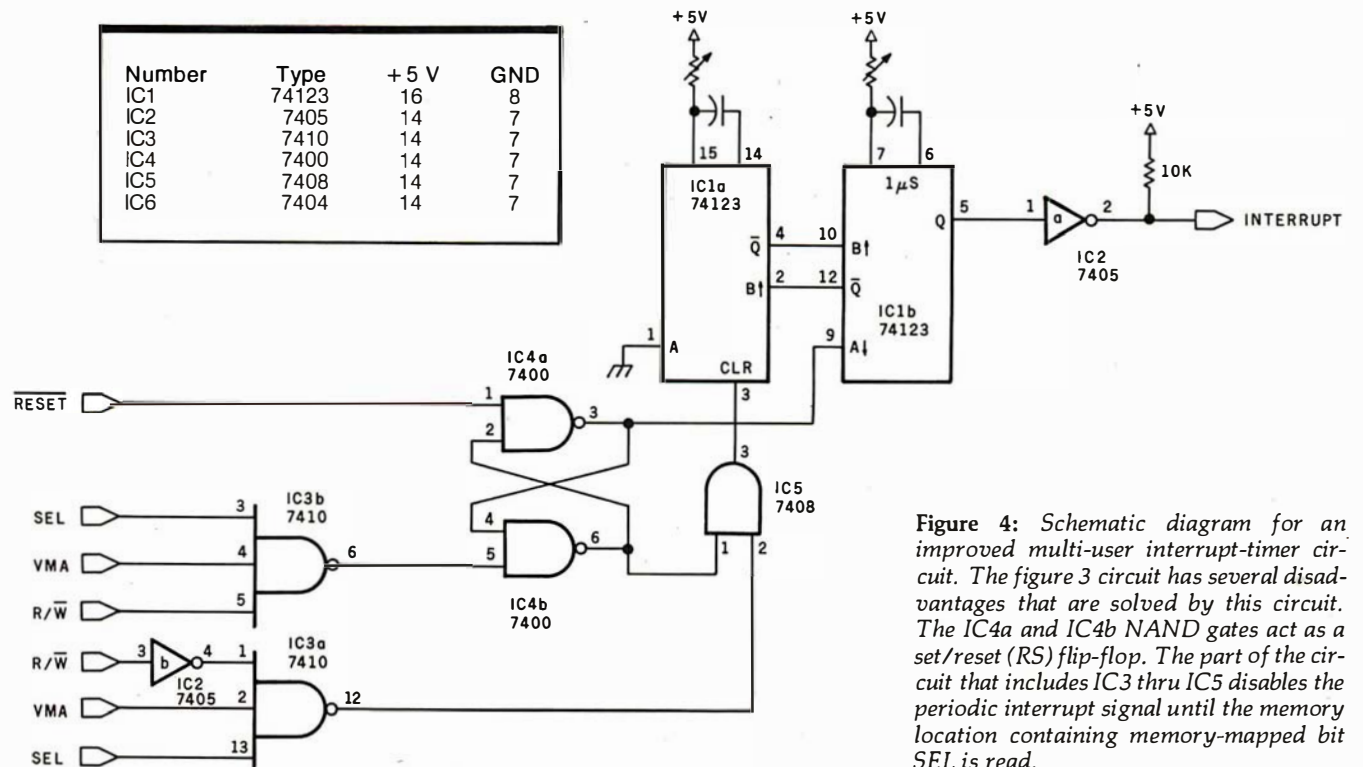 Number Type +5 V GND
IC1 74123 16 8
IC2 7405 14 7
IC3 7410 14 7
IC4 7400 14 7
IC5 7408 14 7
IC6 7404 14 7
+5V
+5V
+5V
15 14
7 6
10K
IC1a
74123
1μS
Q 5
1 a 2
INTERRUPT
IC2
7405
Q̅ 4 10 B↑
B↑ 2 12 Q̅
IC1b
74123
1 A
9 A↓
CLR
3
IC4a
7400
R̅E̅S̅E̅T̅
1
2
3
3
IC5
7408
1 2
IC3b
7410
SEL 3
VMA 4
R/W̅ 5
6
4
5
6
IC4b
7400
IC3a
7410
R/W̅ 3 b 4 1
IC2
7405
VMA 2
12
SEL 13
Figure 4: Schematic diagram for an
improved multi-user interrupt-timer cir-
cuit. The figure 3 circuit has several disad-
vantages that are solved by this circuit.
The IC4a and IC4b NAND gates act as a
set/reset (RS) flip-flop. The part of the cir-
cuit that includes IC3 thru IC5 disables the
periodic interrupt signal until the memory
location containing memory-mapped bit
SEL is read.